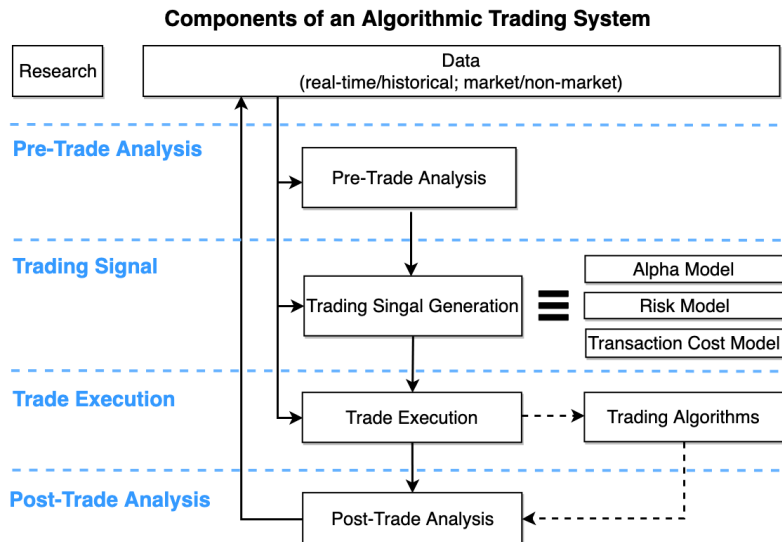 Components of an Algorithmic Trading System
Research
Data
(real-time/historical; market/non-market)
Pre-Trade Analysis
Pre-Trade Analysis
Trading Signal
Trading Singal Generation
Alpha Model
Risk Model
Transaction Cost Model
Trade Execution
Trade Execution
Trading Algorithms
Post-Trade Analysis
Post-Trade Analysis